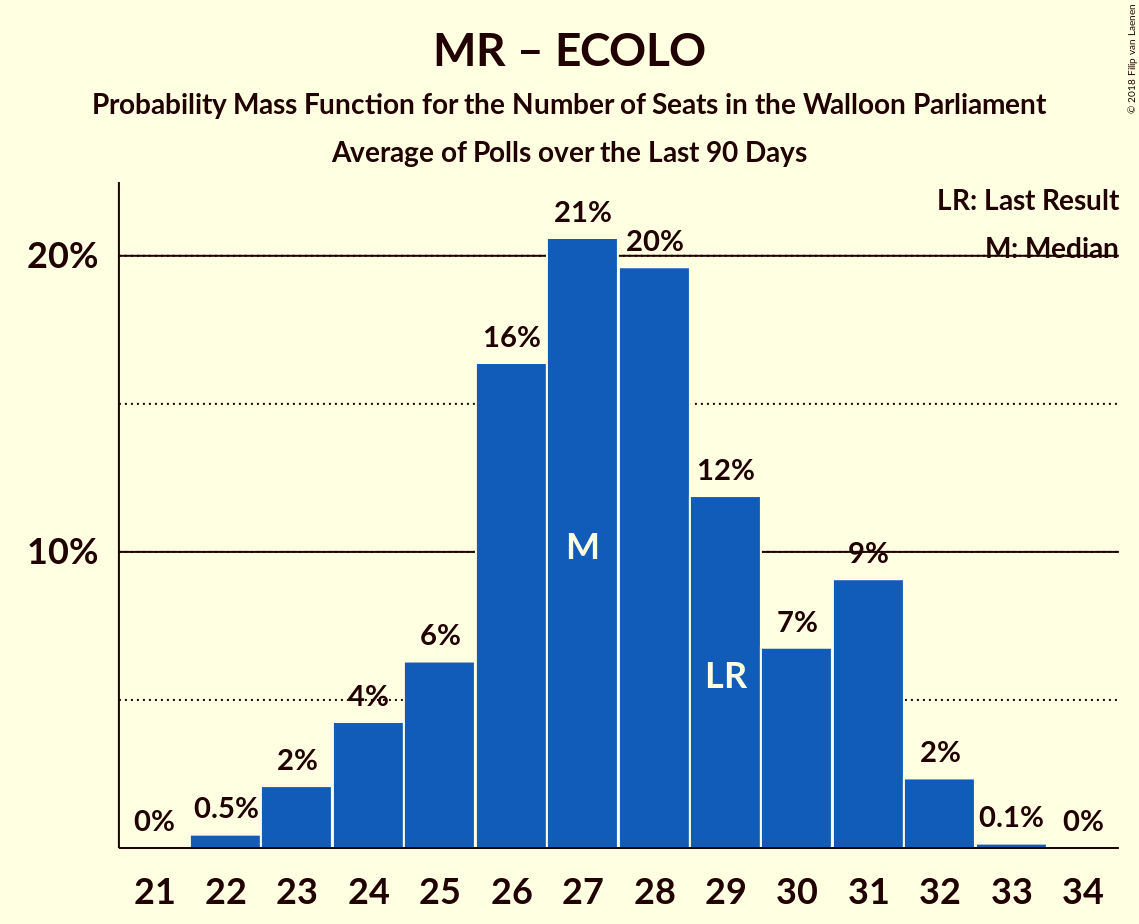 MR – ECOLO
Probability Mass Function for the Number of Seats in the Walloon Parliament
Average of Polls over the Last 90 Days
© 2018 Filip van Laenen
LR: Last Result
M: Median
20%
10%
0%
0.5%
2%
4%
6%
16%
21%
20%
12%
7%
9%
2%
0.1%
0%
M
LR
21 22 23 24 25 26 27 28 29 30 31 32 33 34